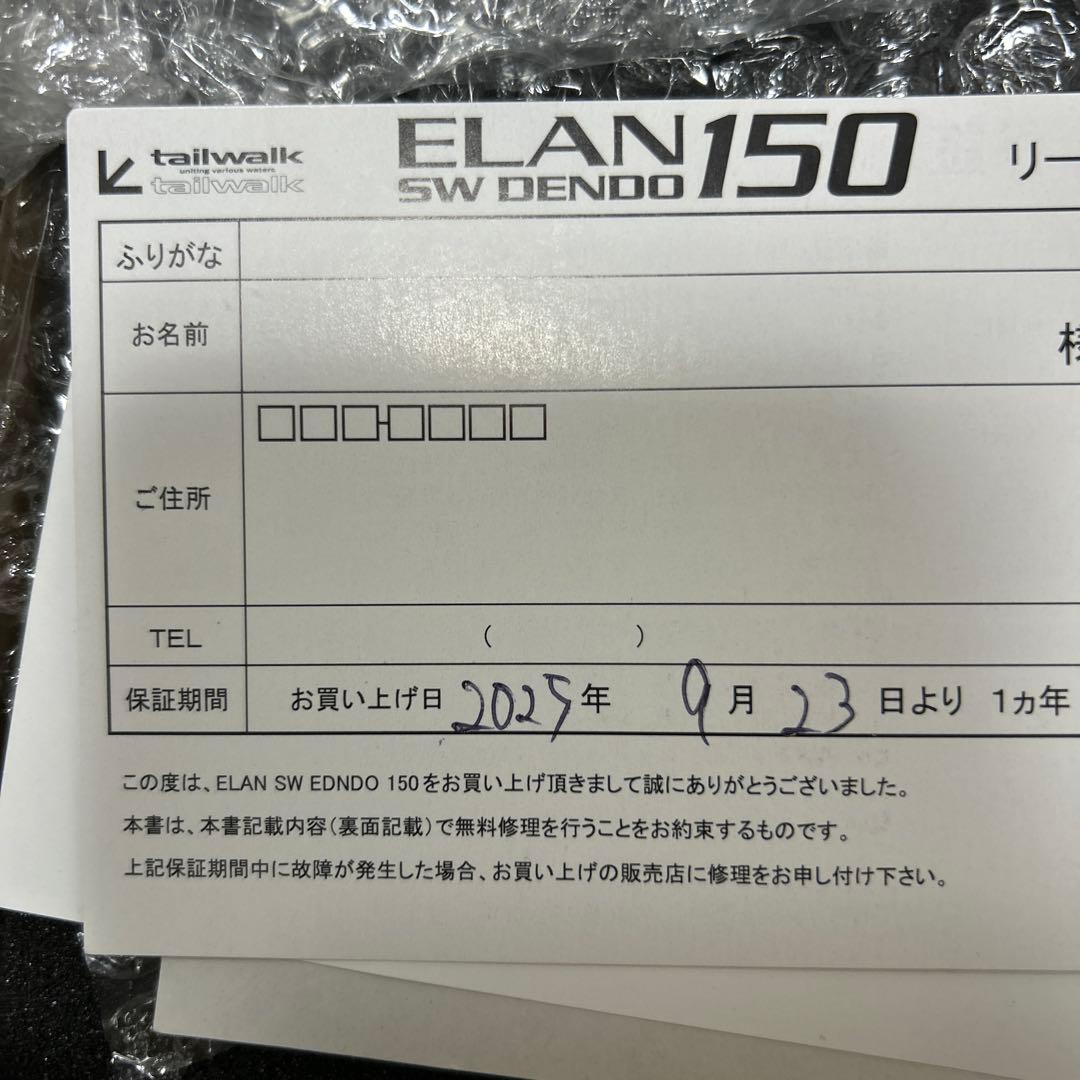 tailwalk
uniting various waters
tailwalk
ELAN
SW DENDO 150
リー
ふりがな
お名前
様
ご住所
□□□-□□□□
TEL ( )
保証期間 お買い上げ日 2025年 9月 23日より 1ヵ年
この度は、ELAN SW EDNDO 150をお買い上げ頂きまして誠にありがとうございました。
本書は、本書記載内容(裏面記載)で無料修理を行うことをお約束するものです。
上記保証期間中に故障が発生した場合、お買い上げの販売店に修理をお申し付け下さい。